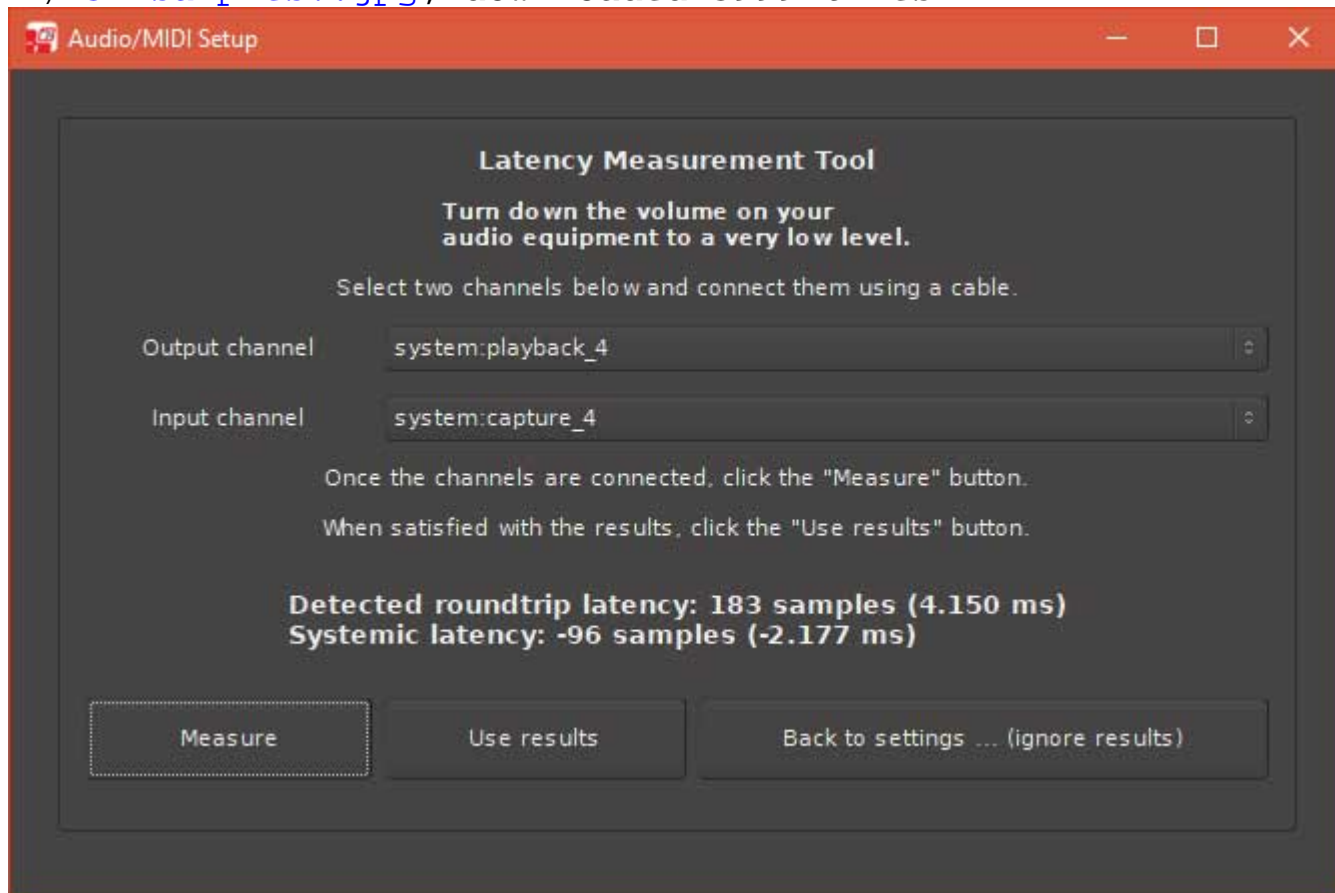 Audio/MIDI Setup
Latency Measurement Tool
Turn down the volume on your
audio equipment to a very low level.
Select two channels below and connect them using a cable.
Output channel system:playback_4
Input channel system:capture_4
Once the channels are connected, click the "Measure" button.
When satisfied with the results, click the "Use results" button.
Detected roundtrip latency: 183 samples (4.150 ms)
Systemic latency: -96 samples (-2.177 ms)
Measure Use results Back to settings ... (ignore results)